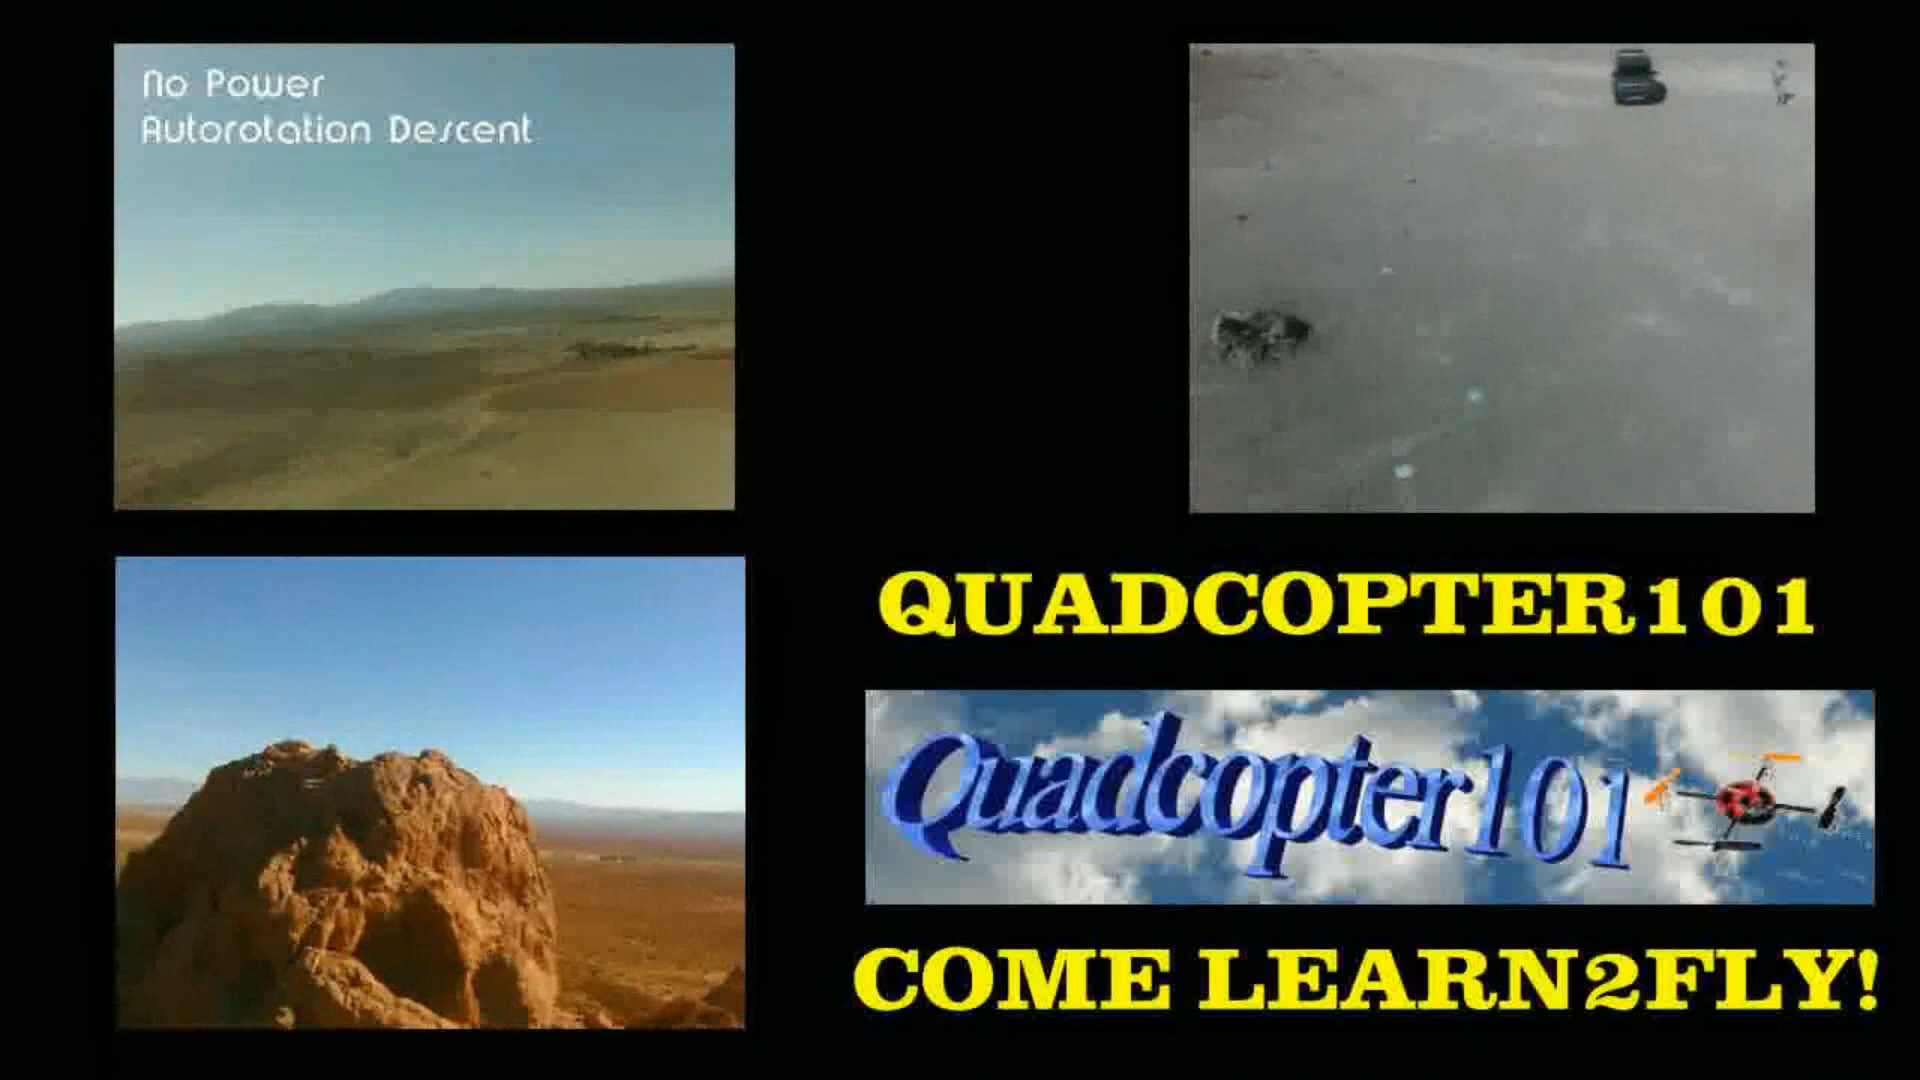 No Power
Autorotation Descent
QUADCOPTER101
Quadcopter101
COME LEARN2FLY!